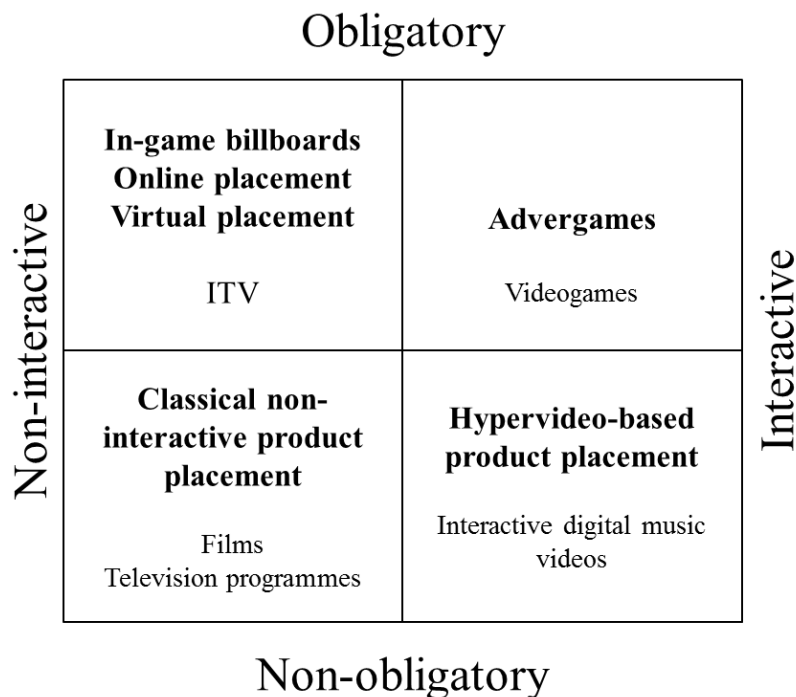 Obligatory
Non-interactive
In-game billboards
Online placement
Virtual placement
ITV
Advergames
Videogames
Interactive
Classical non-
interactive product
placement
Films
Television programmes
Hypervideo-based
product placement
Interactive digital music
videos
Non-obligatory